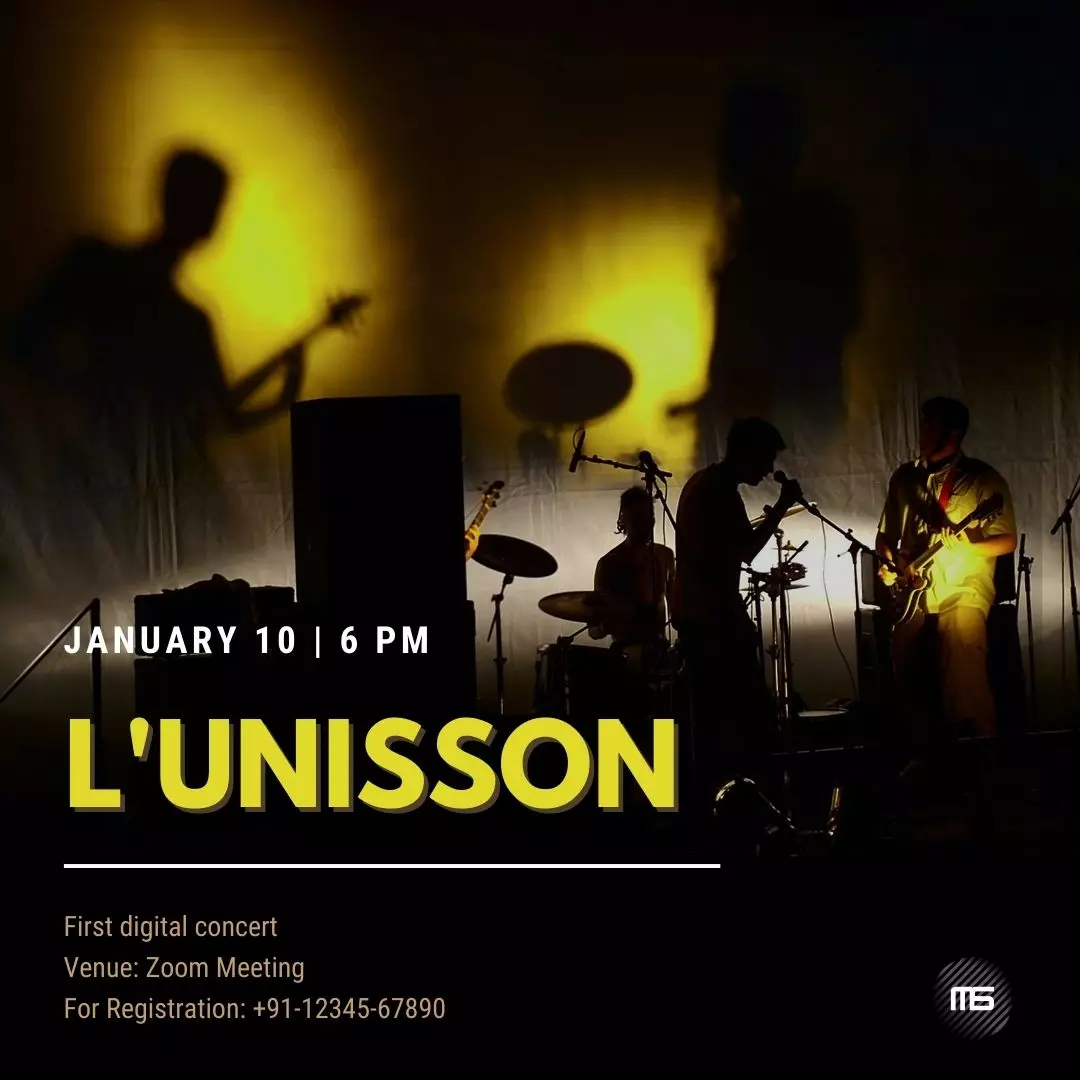 JANUARY 10 | 6 PM
L'UNISSON
First digital concert
Venue: Zoom Meeting
For Registration: +91-12345-67890